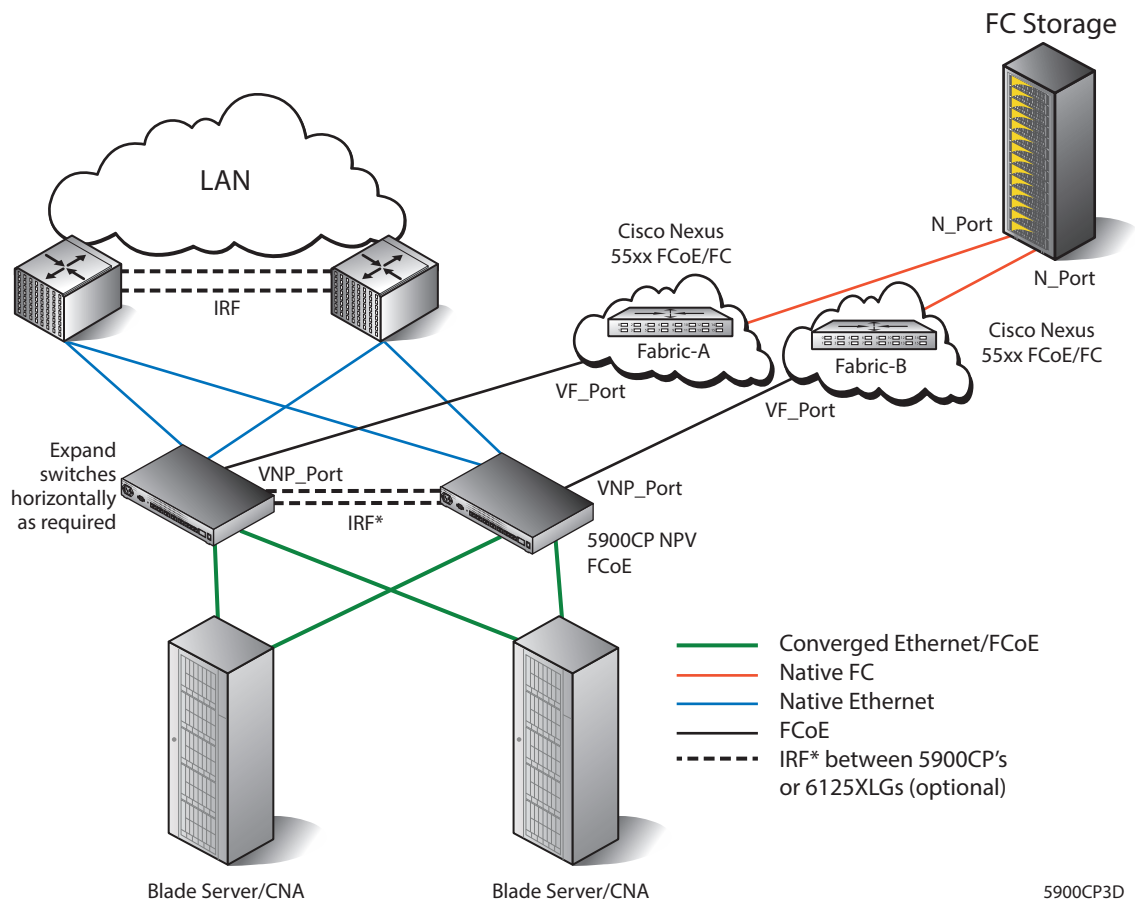 FC Storage
LAN
N_Port
Cisco Nexus
55xx FCoE/FC
N_Port
IRF
Fabric-A
Cisco Nexus
55xx FCoE/FC
Fabric-B
VF_Port
VF_Port
Expand
switches
horizontally
as required
VNP_Port
VNP_Port
IRF*
5900CP NPV
FCoE
Converged Ethernet/FCoE
Native FC
Native Ethernet
FCoE
IRF* between 5900CP's
or 6125XLGs (optional)
Blade Server/CNA
Blade Server/CNA
5900CP3D